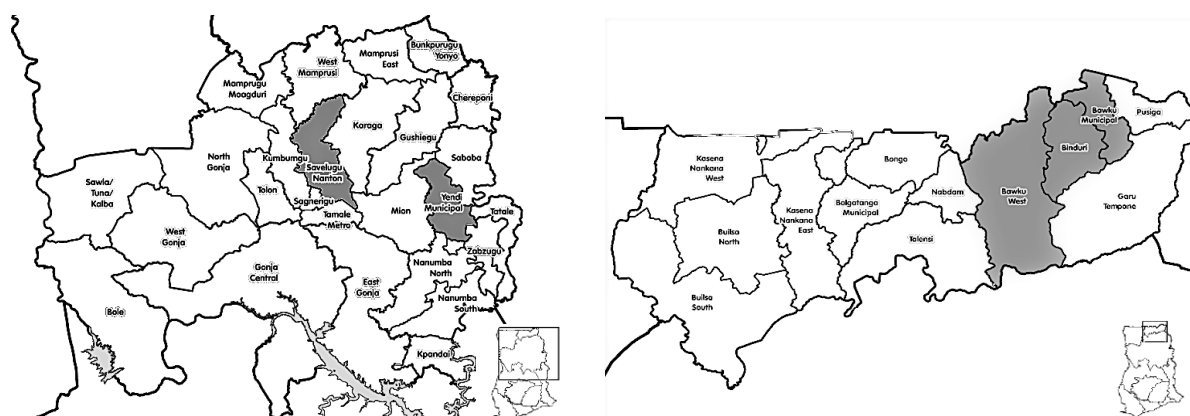 Bunkpurugu
Yonyo
West
Mamprusi
Mamprusi
East
Mamprugu
Moagduri
Chereponi
Karaga
Gushiegu
North
Gonja
Kumbumgu
Savelugu
Nanton
Saboba
Sawla/
Tuna/
Kalba
Tolon
Sagnerigu
Yendi
Municipal
Mion
Tamale
Metro
Tatale
West
Gonja
Zabzugu
Gonja
Central
East
Gonja
Nanumba
North
Nanumba
South
Bole
Kpandai
Bawku
Municipal
Pusiga
Binduri
Kasena
Nankana
West
Bongo
Nabdam
Bawku
West
Garu
Tempane
Bolgatanga
Municipal
Kasena
Nankana
East
Builsa
North
Talensi
Builsa
South